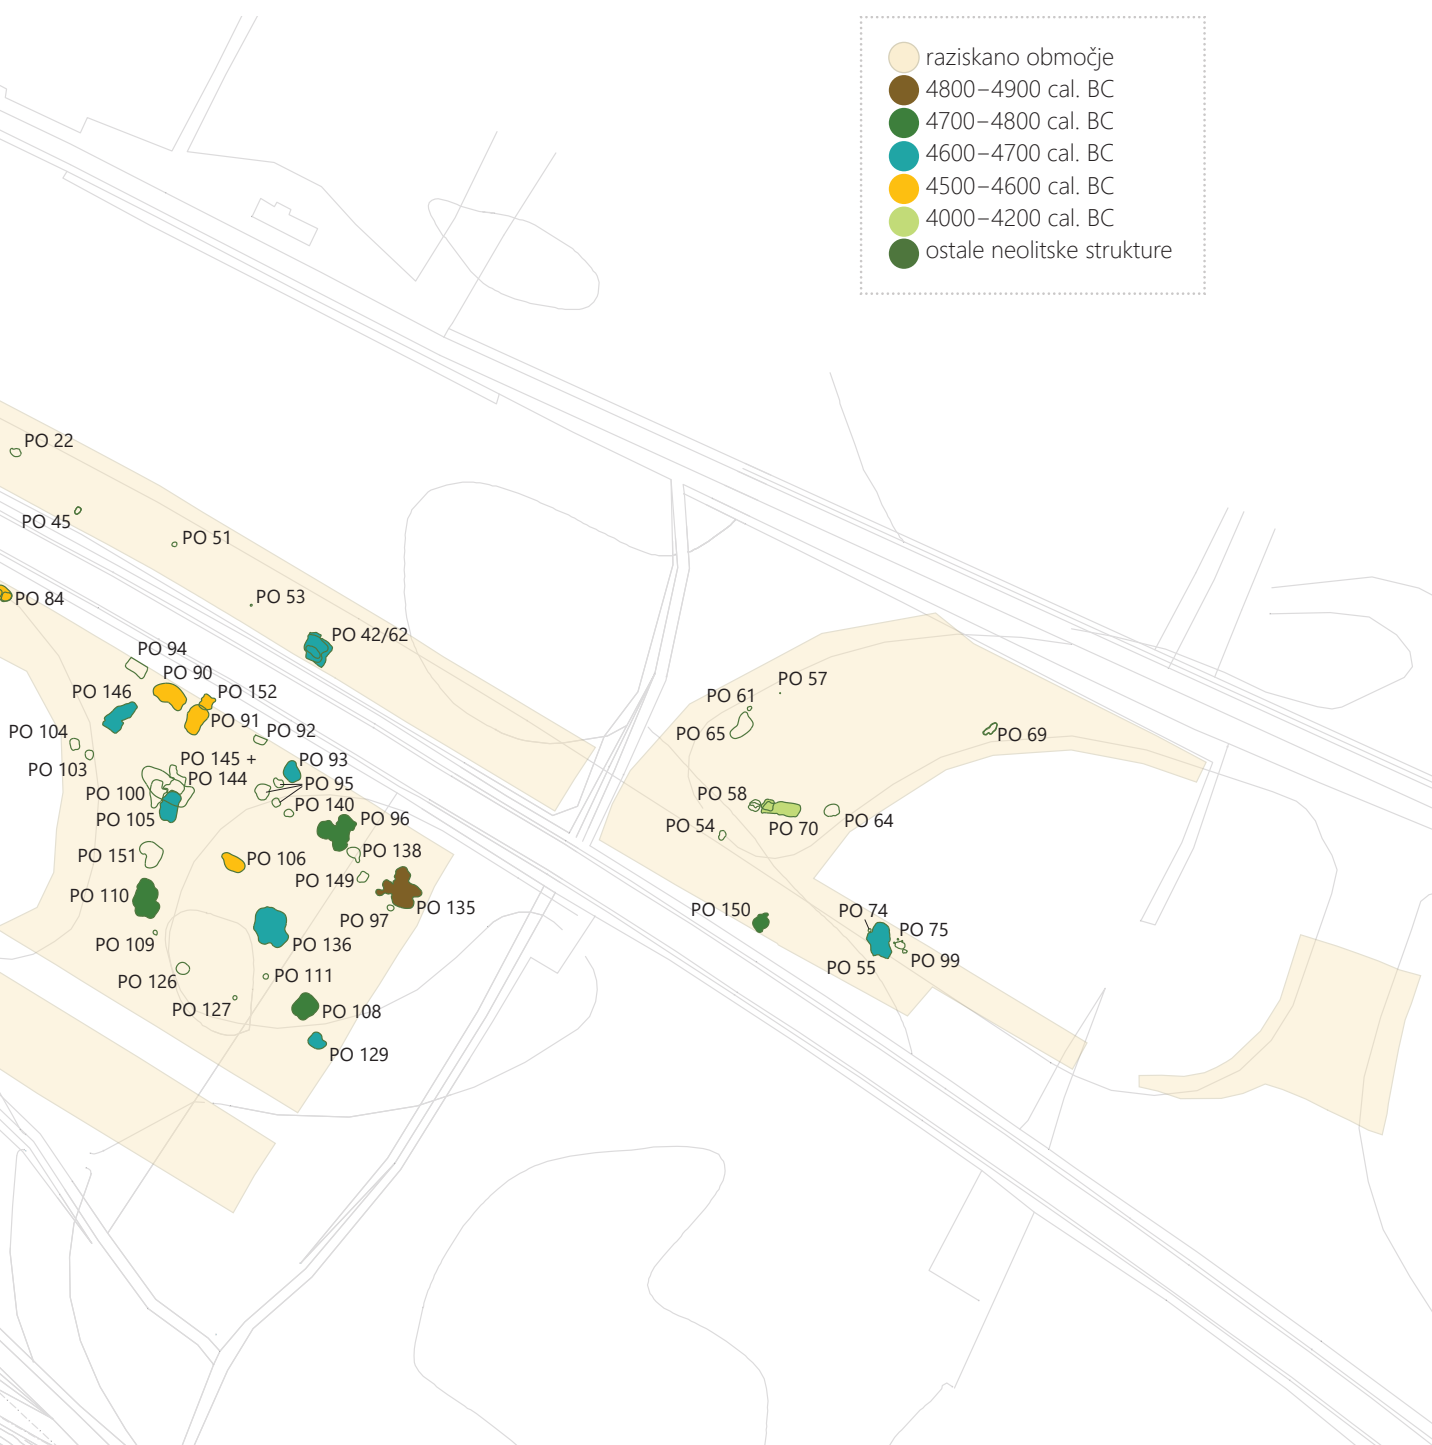 raziskano območje
4800–4900 cal. BC
4700–4800 cal. BC
4600–4700 cal. BC
4500–4600 cal. BC
4000–4200 cal. BC
ostale neolitske strukture
PO 22
PO 45
PO 51
PO 84
PO 53
PO 42/62
PO 94
PO 90
PO 146
PO 152
PO 91
PO 104
PO 92
PO 103
PO 145 +
PO 144
PO 93
PO 95
PO 100
PO 105
PO 140
PO 96
PO 151
PO 106
PO 138
PO 149
PO 110
PO 97
PO 135
PO 109
PO 136
PO 126
PO 111
PO 127
PO 108
PO 129
PO 57
PO 61
PO 65
PO 69
PO 58
PO 54
PO 70
PO 64
PO 150
PO 74
PO 75
PO 55
PO 99